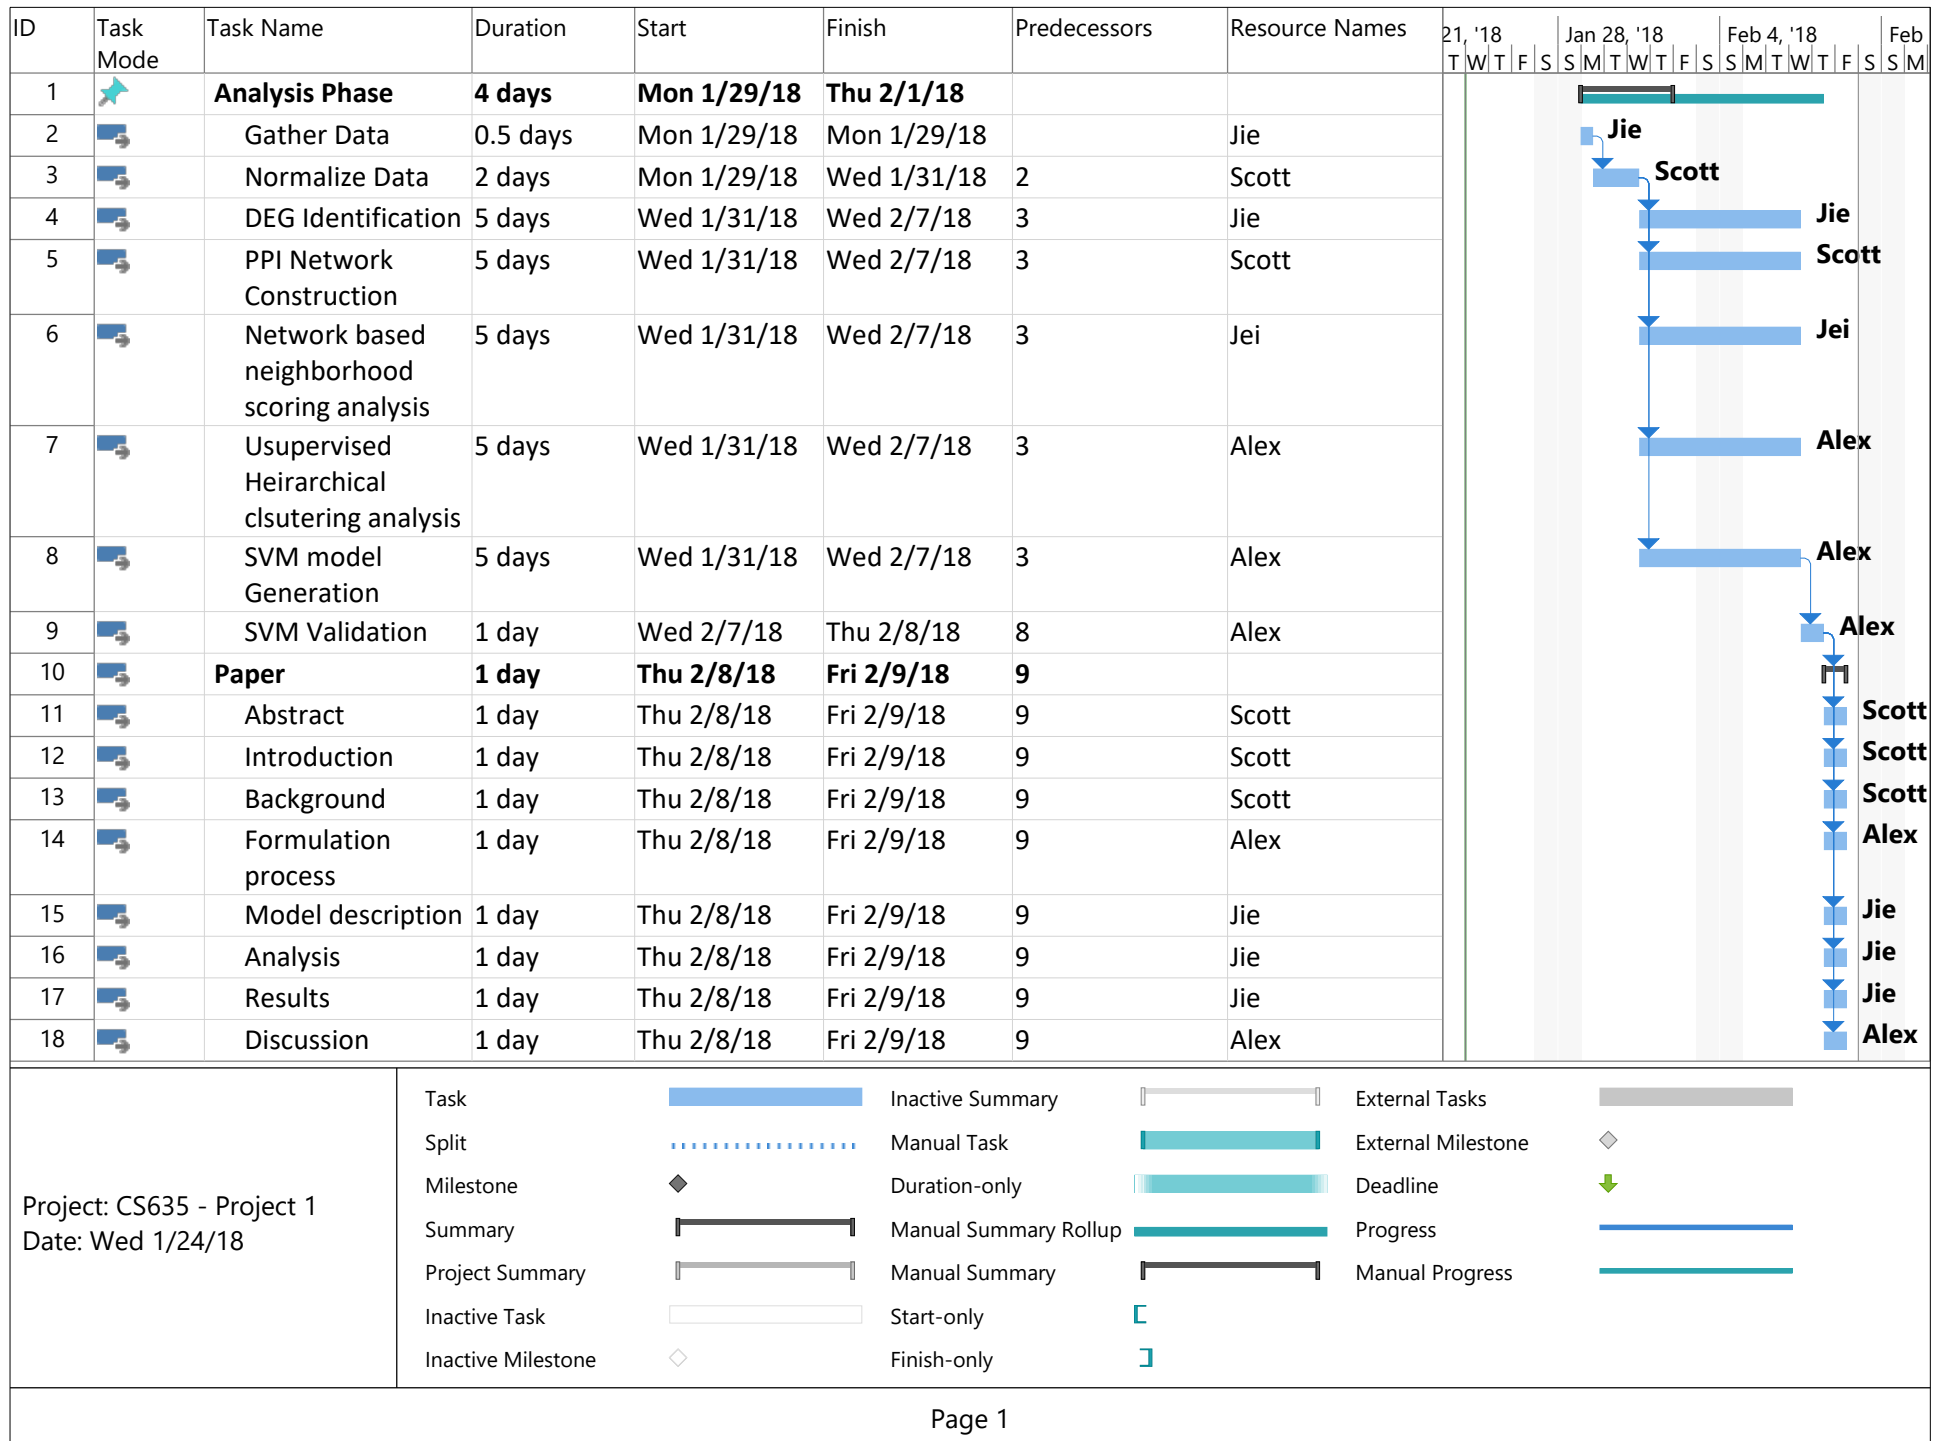 ID Task Mode Task Name Duration Start Finish Predecessors Resource Names
21, '18 Jan 28, '18 Feb 4, '18 Feb
T W T F S S M T W T F S S M T W T F S S M
1 Analysis Phase 4 days Mon 1/29/18 Thu 2/1/18
2 Gather Data 0.5 days Mon 1/29/18 Mon 1/29/18 Jie Jie
3 Normalize Data 2 days Mon 1/29/18 Wed 1/31/18 2 Scott Scott
4 DEG Identification 5 days Wed 1/31/18 Wed 2/7/18 3 Jie Jie
5 PPI Network 5 days Wed 1/31/18 Wed 2/7/18 3 Scott Scott
Construction
6 Network based 5 days Wed 1/31/18 Wed 2/7/18 3 Jei Jei
neighborhood
scoring analysis
7 Usupervised 5 days Wed 1/31/18 Wed 2/7/18 3 Alex Alex
Heirarchical
clsutering analysis
8 SVM model 5 days Wed 1/31/18 Wed 2/7/18 3 Alex Alex
Generation
9 SVM Validation 1 day Wed 2/7/18 Thu 2/8/18 8 Alex Alex
10 Paper 1 day Thu 2/8/18 Fri 2/9/18 9
11 Abstract 1 day Thu 2/8/18 Fri 2/9/18 9 Scott Scott
12 Introduction 1 day Thu 2/8/18 Fri 2/9/18 9 Scott Scott
13 Background 1 day Thu 2/8/18 Fri 2/9/18 9 Scott Scott
14 Formulation 1 day Thu 2/8/18 Fri 2/9/18 9 Alex Alex
process
15 Model description 1 day Thu 2/8/18 Fri 2/9/18 9 Jie Jie
16 Analysis 1 day Thu 2/8/18 Fri 2/9/18 9 Jie Jie
17 Results 1 day Thu 2/8/18 Fri 2/9/18 9 Jie Jie
18 Discussion 1 day Thu 2/8/18 Fri 2/9/18 9 Alex Alex
Project: CS635 - Project 1
Date: Wed 1/24/18
Task
Split
Milestone
Summary
Project Summary
Inactive Task
Inactive Milestone
Inactive Summary
Manual Task
Duration-only
Manual Summary Rollup
Manual Summary
Start-only
Finish-only
External Tasks
External Milestone
Deadline
Progress
Manual Progress
Page 1